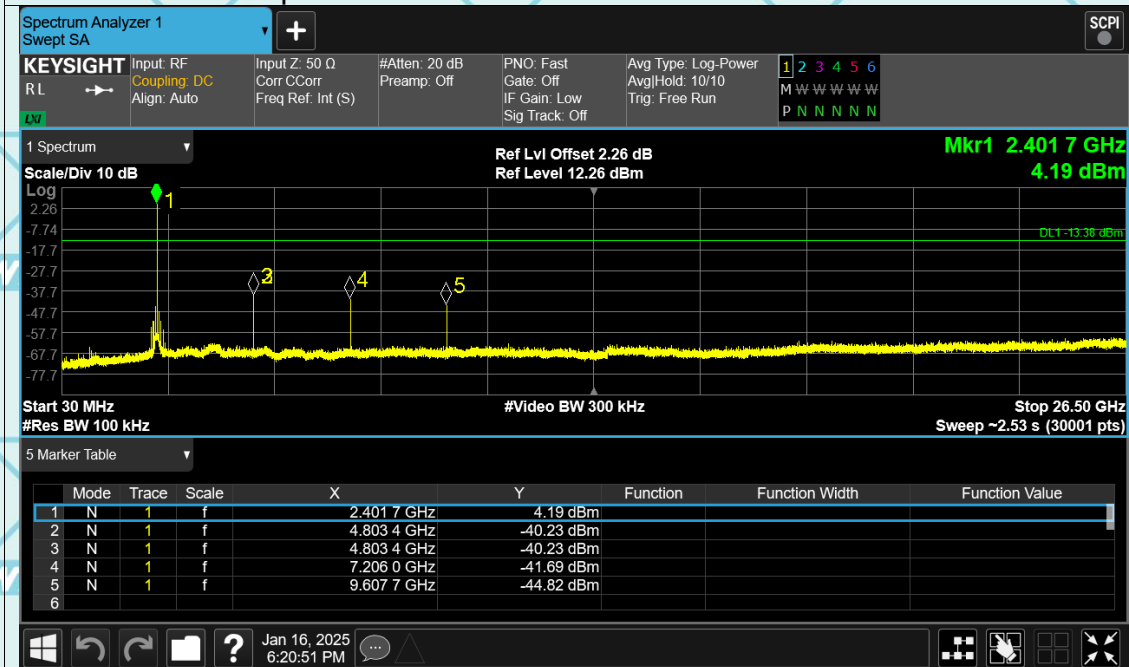 Spectrum Analyzer 1
Swept SA
+
SCPI
KEYSIGHT
R L
LXI
Input: RF
Coupling: DC
Align: Auto
Input Z: 50 Ω
Corr CCorr
Freq Ref: Int (S)
#Atten: 20 dB
Preamp: Off
PNO: Fast
Gate: Off
IF Gain: Low
Sig Track: Off
Avg Type: Log-Power
Avg|Hold: 10/10
Trig: Free Run
1 2 3 4 5 6
M W W W W W
P N N N N N
1 Spectrum
Scale/Div 10 dB
Ref Lvl Offset 2.26 dB
Ref Level 12.26 dBm
Mkr1 2.401 7 GHz
4.19 dBm
Log
2.26
-7.74
-17.7
-27.7
-37.7
-47.7
-57.7
-67.7
-77.7
1
3
4
5
DL1 -13.38 dBm
Start 30 MHz
#Video BW 300 kHz
Stop 26.50 GHz
#Res BW 100 kHz
Sweep ~2.53 s (30001 pts)
5 Marker Table
Mode Trace Scale X Y Function Function Width Function Value
1 N 1 f 2.401 7 GHz 4.19 dBm
2 N 1 f 4.803 4 GHz -40.23 dBm
3 N 1 f 4.803 4 GHz -40.23 dBm
4 N 1 f 7.206 0 GHz -41.69 dBm
5 N 1 f 9.607 7 GHz -44.82 dBm
6
?
Jan 16, 2025
6:20:51 PM